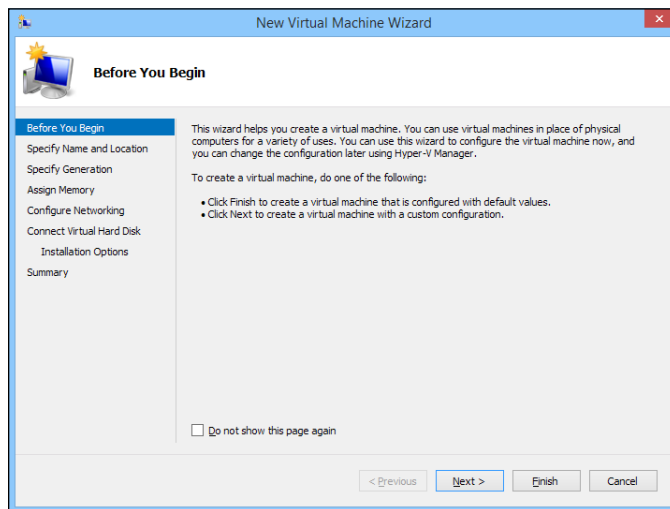 New Virtual Machine Wizard
Before You Begin
Before You Begin
Specify Name and Location
Specify Generation
Assign Memory
Configure Networking
Connect Virtual Hard Disk
Installation Options
Summary
This wizard helps you create a virtual machine. You can use virtual machines in place of physical
computers for a variety of uses. You can use this wizard to configure the virtual machine now, and
you can change the configuration later using Hyper-V Manager.
To create a virtual machine, do one of the following:
• Click Finish to create a virtual machine that is configured with default values.
• Click Next to create a virtual machine with a custom configuration.
Do not show this page again
< Previous
Next >
Finish
Cancel